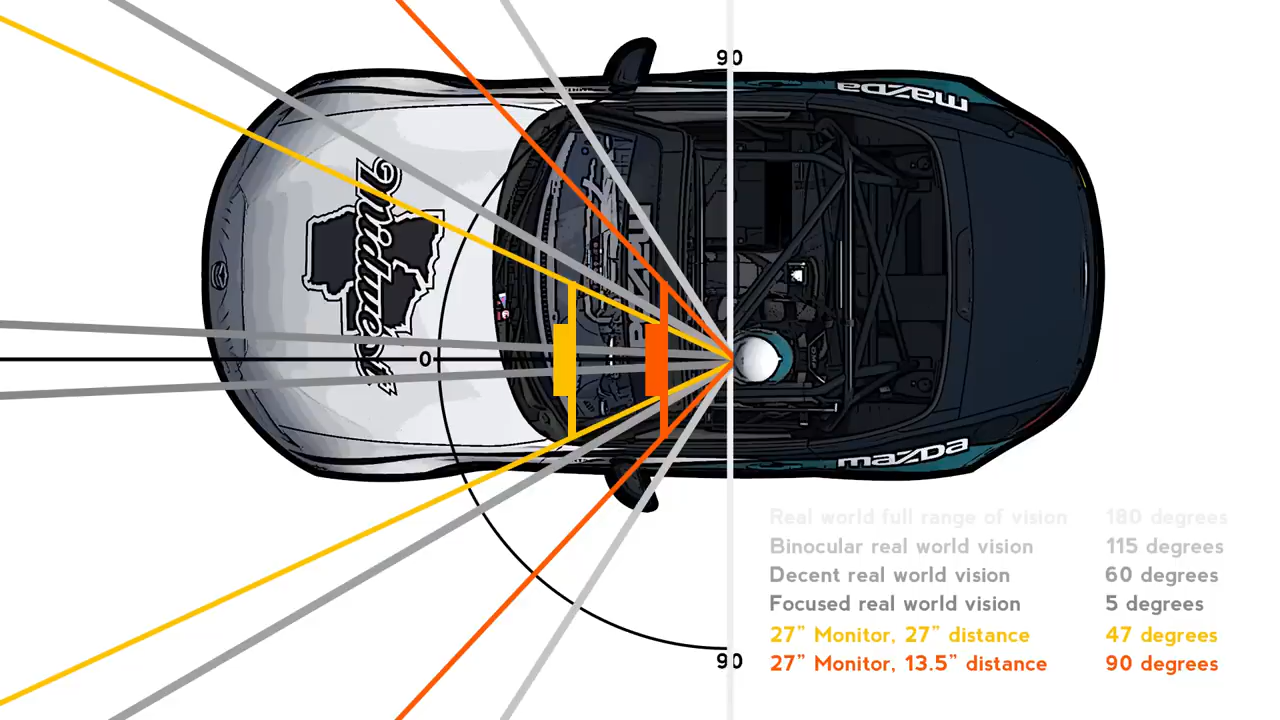 90
mazda
Midwest
0
mazda
Real world full range of vision 180 degrees
Binocular real world vision 115 degrees
Decent real world vision 60 degrees
Focused real world vision 5 degrees
27” Monitor, 27” distance 47 degrees
27” Monitor, 13.5” distance 90 degrees
90